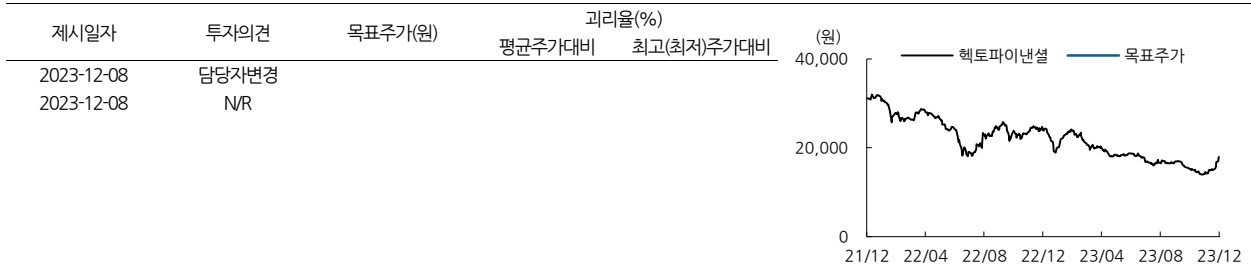 제시일자 투자의견 목표주가(원) 괴리율(%)
평균주가대비 최고(최저)주가대비
2023-12-08 담당자변경
2023-12-08 N/R
(원)
헥토파이낸셜 목표주가
40,000
20,000
0
21/12 22/04 22/08 22/12 23/04 23/08 23/12